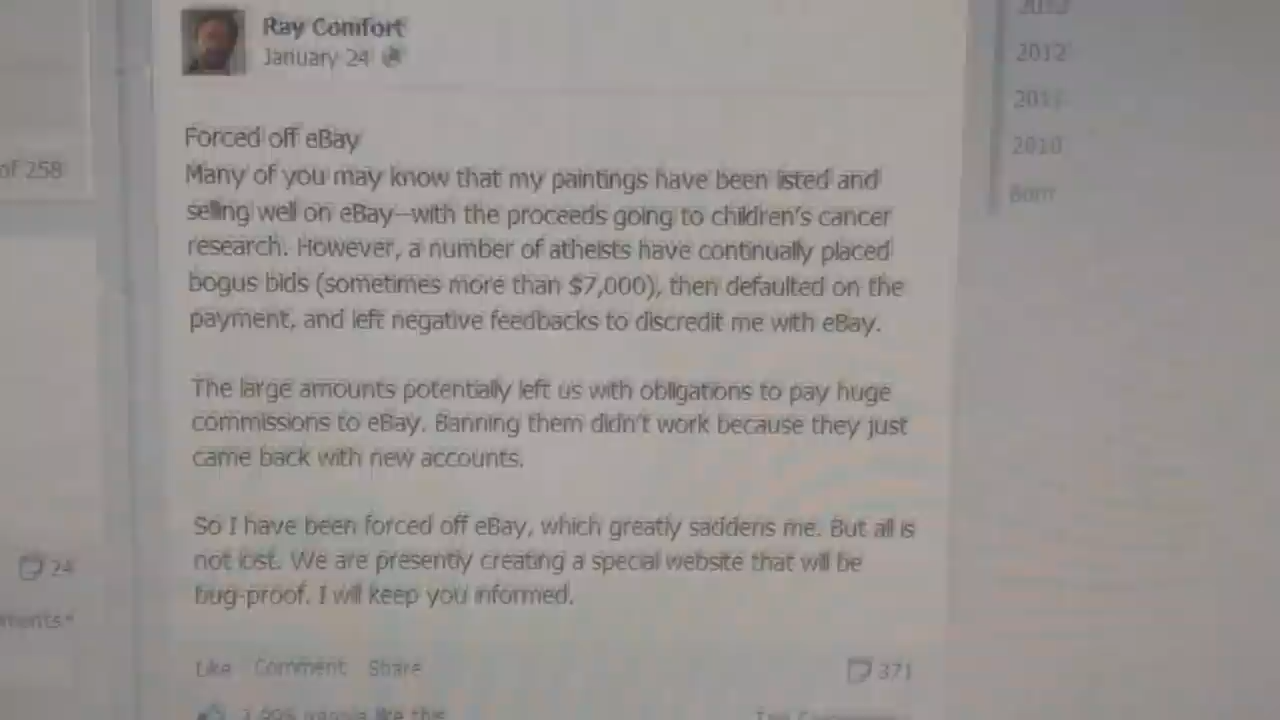 Ray Comfort
January 24
2012
2011
2010
Born
of 258
Forced off eBay
Many of you may know that my paintings have been listed and
selling well on eBay—with the proceeds going to children's cancer
research. However, a number of atheists have continually placed
bogus bids (sometimes more than $7,000), then defaulted on the
payment, and left negative feedbacks to discredit me with eBay.
The large amounts potentially left us with obligations to pay huge
commissions to eBay. Banning them didn't work because they just
came back with new accounts.
So I have been forced off eBay, which greatly saddens me. But all is
not lost. We are presently creating a special website that will be
bug-proof. I will keep you informed.
24
Like Comment Share
371
people like this